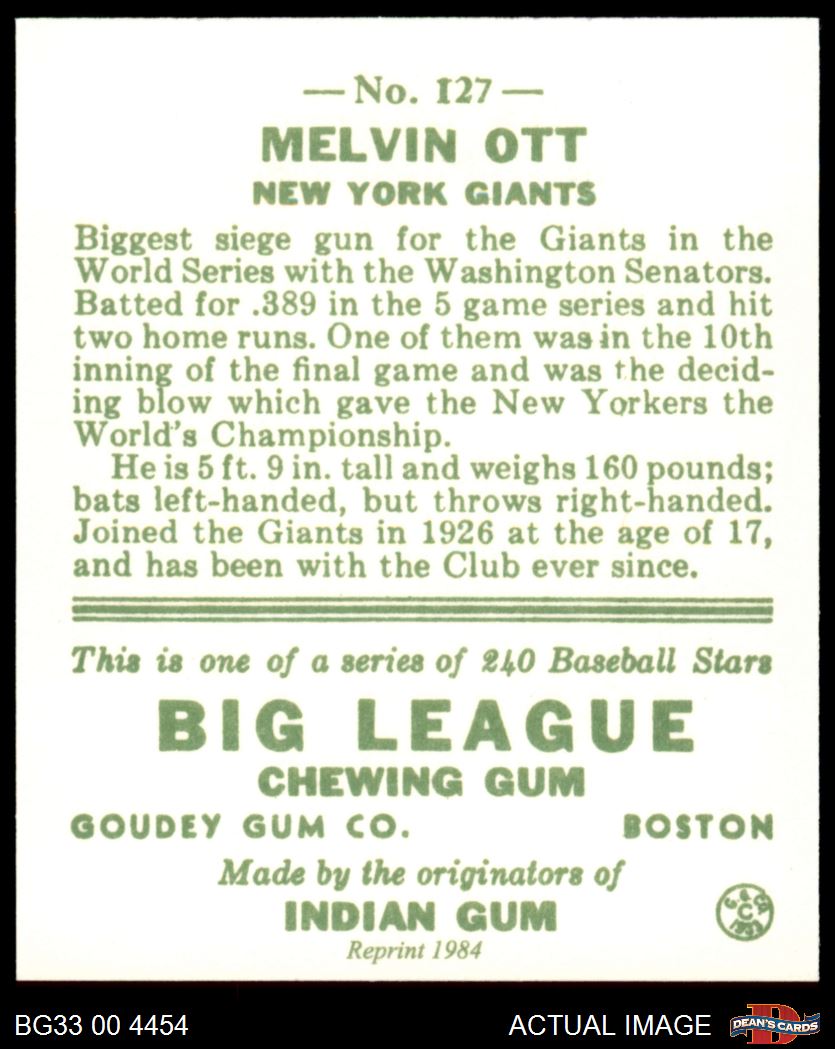 — No. 127 —
MELVIN OTT
NEW YORK GIANTS
Biggest siege gun for the Giants in the
World Series with the Washington Senators.
Batted for .389 in the 5 game series and hit
two home runs. One of them was in the 10th
inning of the final game and was the decid-
ing blow which gave the New Yorkers the
World's Championship.
He is 5 ft. 9 in. tall and weighs 160 pounds;
bats left-handed, but throws right-handed.
Joined the Giants in 1926 at the age of 17,
and has been with the Club ever since.
This is one of a series of 240 Baseball Stars
BIG LEAGUE
CHEWING GUM
GOUDEY GUM CO. BOSTON
Made by the originators of
INDIAN GUM
Reprint 1984
C
BG33 00 4454 ACTUAL IMAGE
D
DEAN'S CARDS